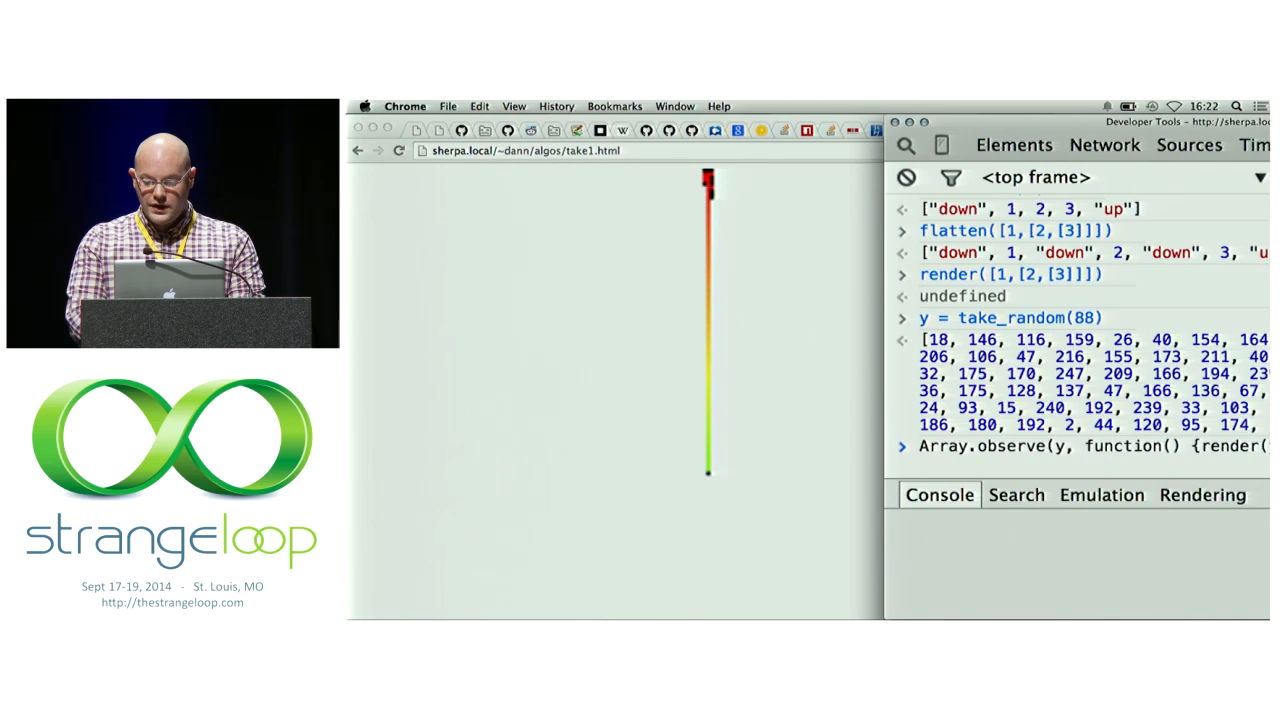 Chrome File Edit View History Bookmarks Window Help 16:22
Developer Tools - http://sherpa.loc
sherpa.local/~dann/algos/take1.html
Elements Network Sources Tim
<top frame>
["down", 1, 2, 3, "up"]
flatten([1,[2,[3]]])
["down", 1, "down", 2, "down", 3, "u
render([1,[2,[3]]])
undefined
y = take_random(88)
[18, 146, 116, 159, 26, 40, 154, 164
206, 106, 47, 216, 155, 173, 211, 40
32, 175, 170, 247, 209, 166, 194, 23
36, 175, 128, 137, 47, 166, 136, 67,
24, 93, 15, 240, 192, 239, 33, 103,
186, 180, 192, 2, 44, 120, 95, 174,
Array.observe(y, function() {render(
Console Search Emulation Rendering
strangeloop
Sept 17-19, 2014 - St. Louis, MO
http://thestrangeloop.com